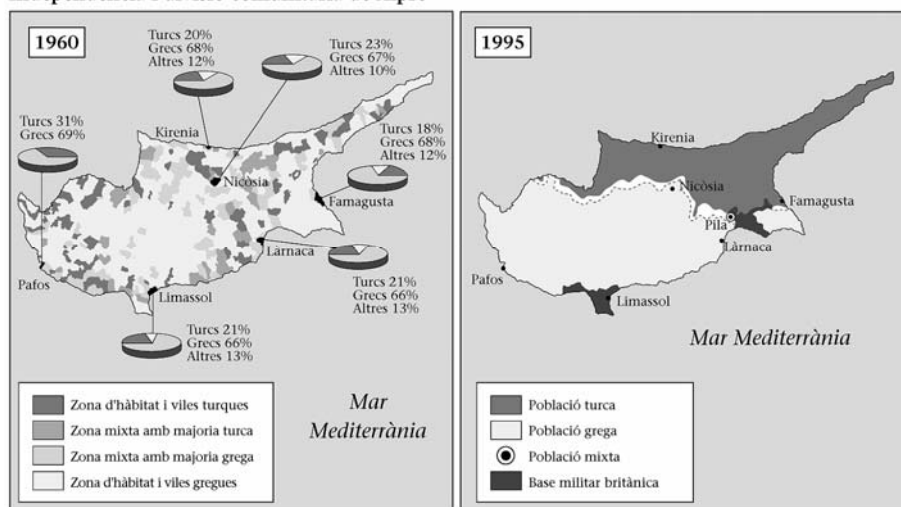 1960
Turcs 20%
Grecs 68%
Altres 12%
Turcs 23%
Grecs 67%
Altres 10%
Turcs 31%
Grecs 69%
Kirenia
Turcs 18%
Grecs 68%
Altres 12%
Nicòsia
Famagusta
Làrnaca
Pafos
Limassol
Turcs 21%
Grecs 66%
Altres 13%
Turcs 21%
Grecs 66%
Altres 13%
Mar
Mediterrània
Zona d'hàbitat i viles turques
Zona mixta amb majoria turca
Zona mixta amb majoria grega
Zona d'hàbitat i viles gregues
1995
Kirenia
Nicòsia
Famagusta
Pila
Làrnaca
Pafos
Limassol
Mar Mediterrània
Població turca
Població grega
Població mixta
Base militar britànica